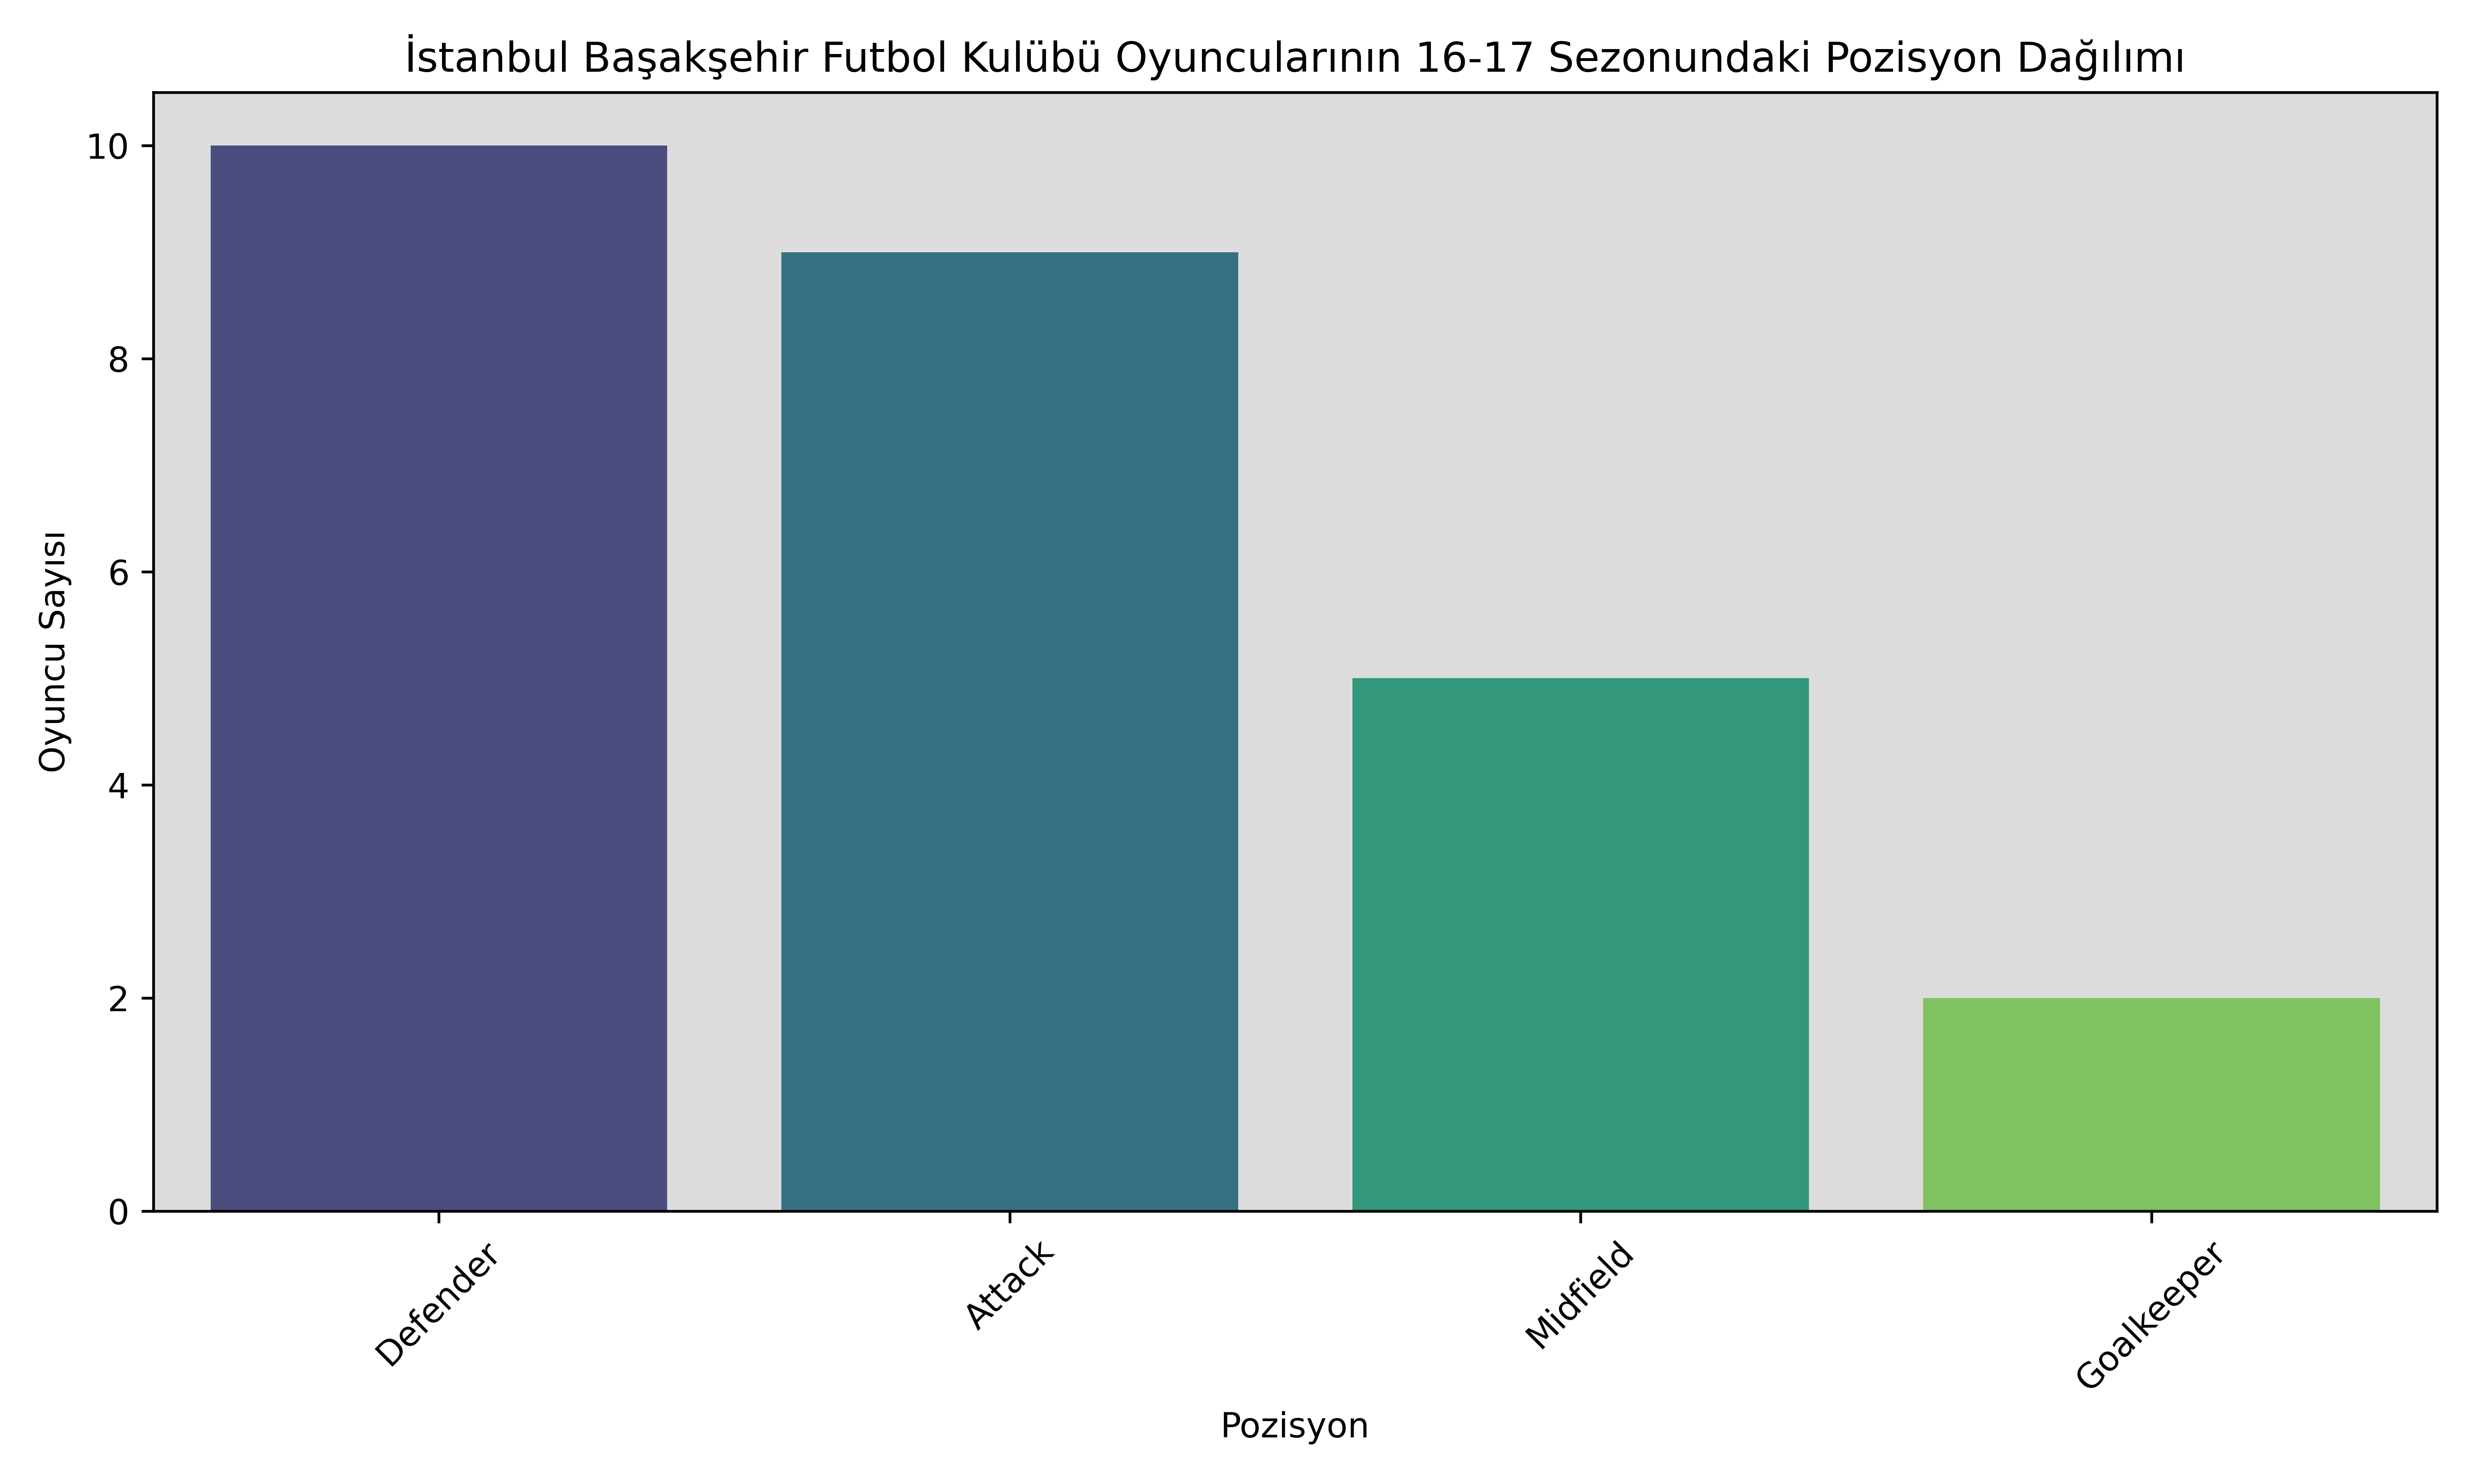 İstanbul Başakşehir Futbol Kulübü Oyuncularının 16-17 Sezonundaki Pozisyon Dağılımı
Oyuncu Sayısı
10
8
6
4
2
0
Defender
Attack
Midfield
Goalkeeper
Pozisyon